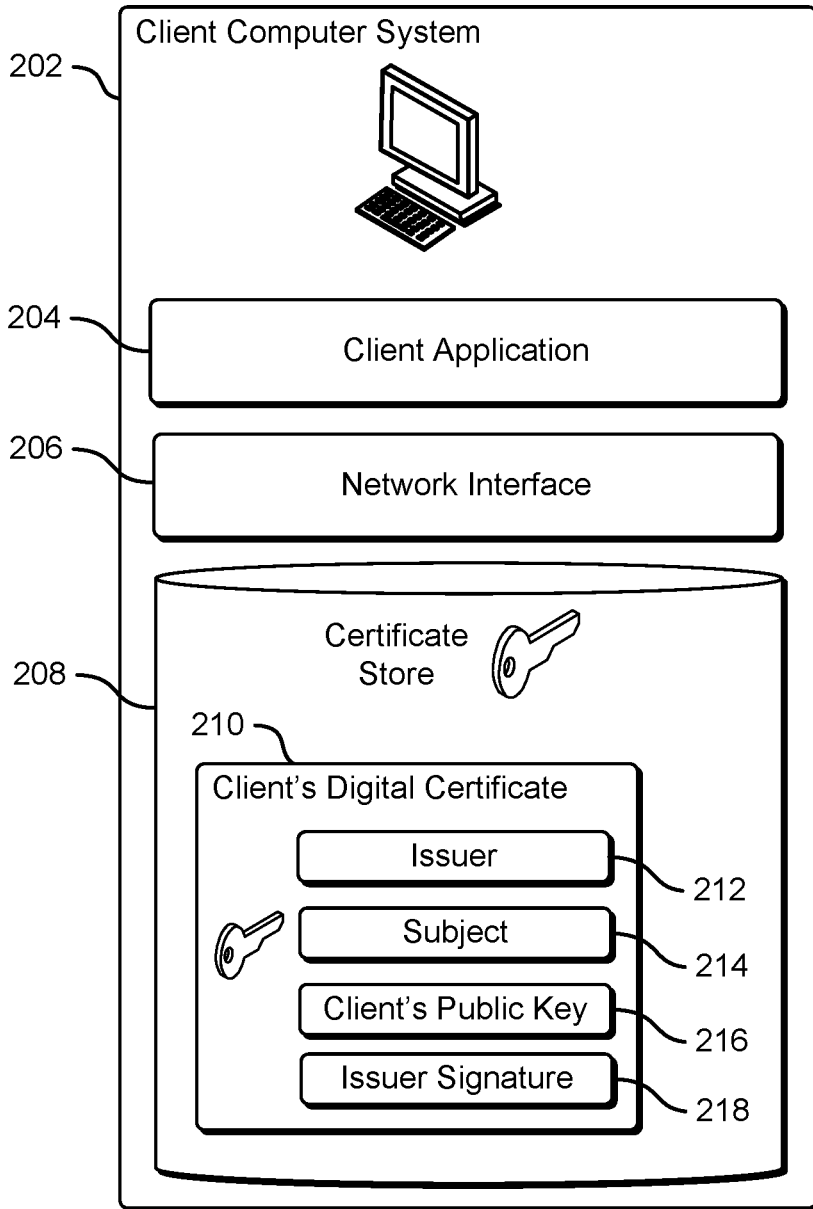 Client Computer System
202
204
Client Application
206
Network Interface
Certificate
Store
208
210
Client’s Digital Certificate
Issuer
212
Subject
214
Client’s Public Key
216
Issuer Signature
218